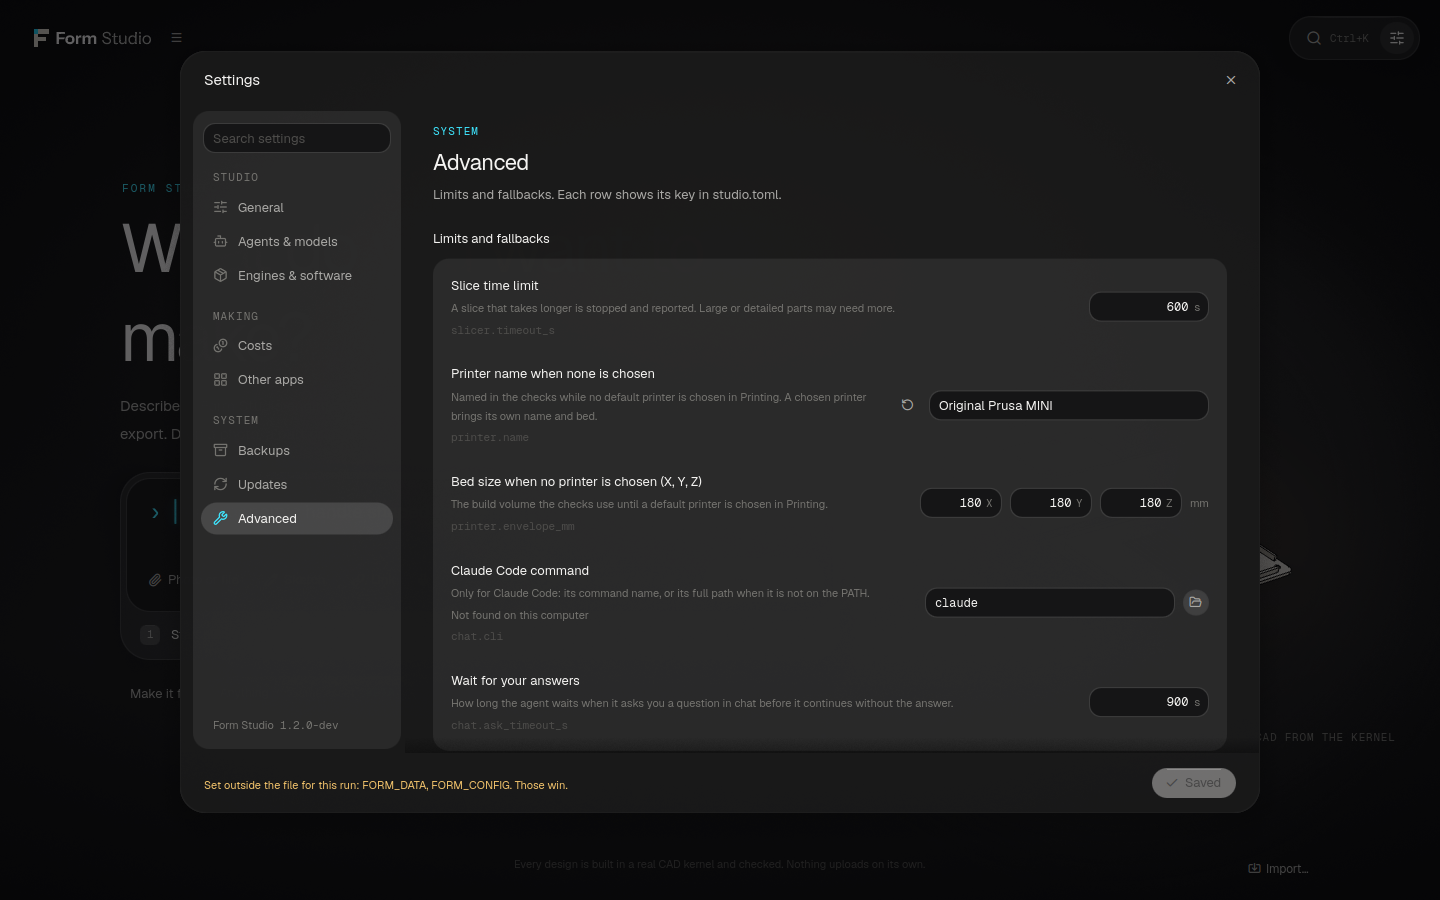 Form Studio
Ctrl+K
Settings
Search settings
STUDIO
General
Agents & models
Engines & software
MAKING
Costs
Other apps
SYSTEM
Backups
Updates
Advanced
Form Studio 1.2.0-dev
SYSTEM
Advanced
Limits and fallbacks. Each row shows its key in studio.toml.
Limits and fallbacks
Slice time limit
A slice that takes longer is stopped and reported. Large or detailed parts may need more.
slicer.timeout_s
600 s
Printer name when none is chosen
Named in the checks while no default printer is chosen in Printing. A chosen printer
brings its own name and bed.
printer.name
Original Prusa MINI
Bed size when no printer is chosen (X, Y, Z)
The build volume the checks use until a default printer is chosen in Printing.
printer.envelope_mm
180 X 180 Y 180 Z mm
Claude Code command
Only for Claude Code: its command name, or its full path when it is not on the PATH.
Not found on this computer
chat.cli
claude
Wait for your answers
How long the agent waits when it asks you a question in chat before it continues without the answer.
chat.ask_timeout_s
900 s
Set outside the file for this run: FORM_DATA, FORM_CONFIG. Those win.
Saved
FORM ST
W
ma
Describe
export. D
Ph
1 S
Make it f
CAD FROM THE KERNEL
Every design is built in a real CAD kernel and checked. Nothing uploads on its own.
Import...